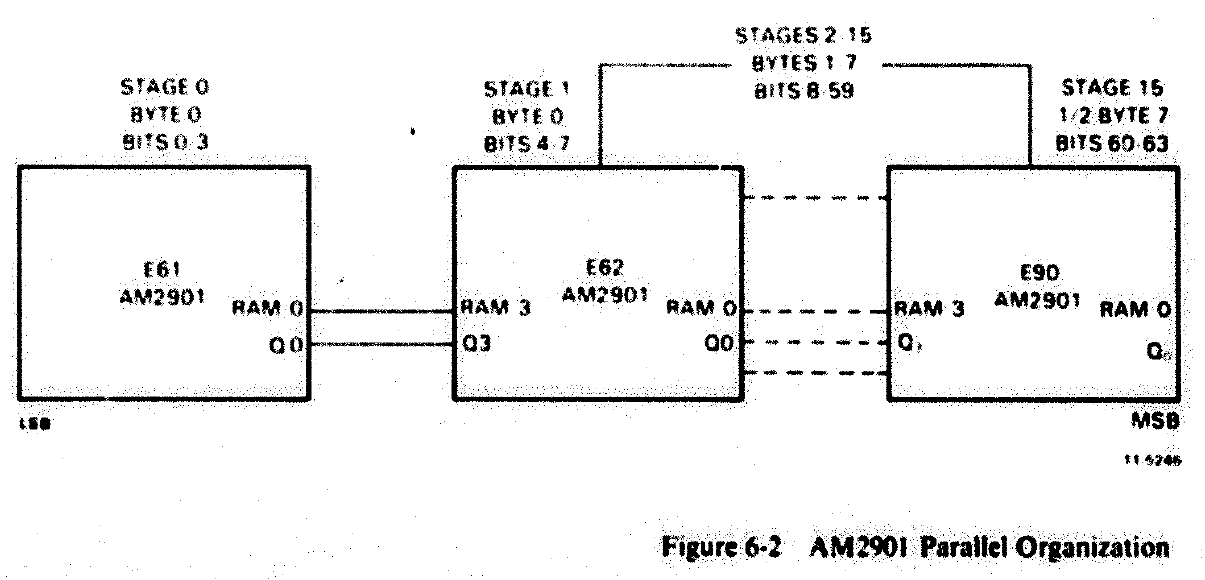 STAGES 2-15
BYTES 1-7
BITS 8-59
STAGE 0
BYTE 0
BITS 0-3
STAGE 1
BYTE 0
BITS 4-7
STAGE 15
1/2 BYTE 7
BITS 60-63
E61
AM2901
RAM 0
Q0
E62
AM2901
RAM 3
RAM 0
Q3
Q0
E90
AM2901
RAM 3
RAM 0
Q
Q0
LSB
MSB
11-5246
Figure 6-2 AM2901 Parallel Organization